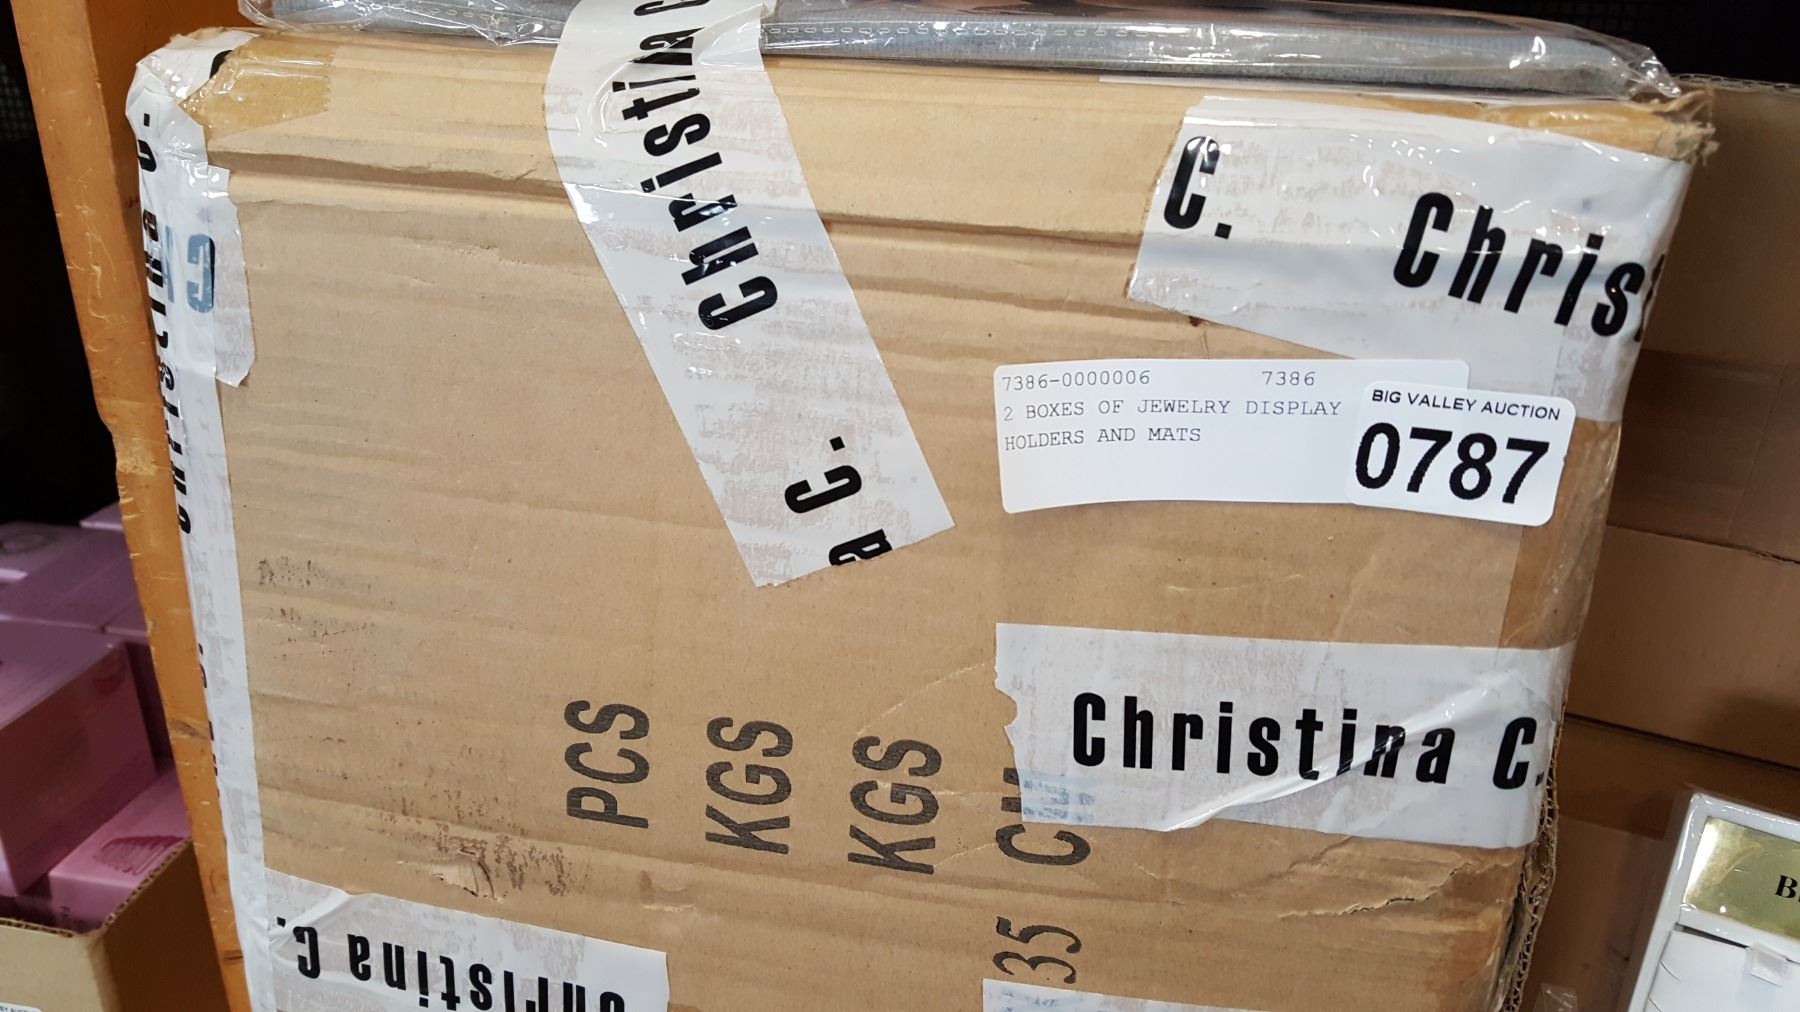 Christina C
C. Chris
7386-0000006 7386
2 BOXES OF JEWELRY DISPLAY
HOLDERS AND MATS
BIG VALLEY AUCTION
0787
a C.
a
Christina C.
PCS
KGS
KGS
35
Christina C.